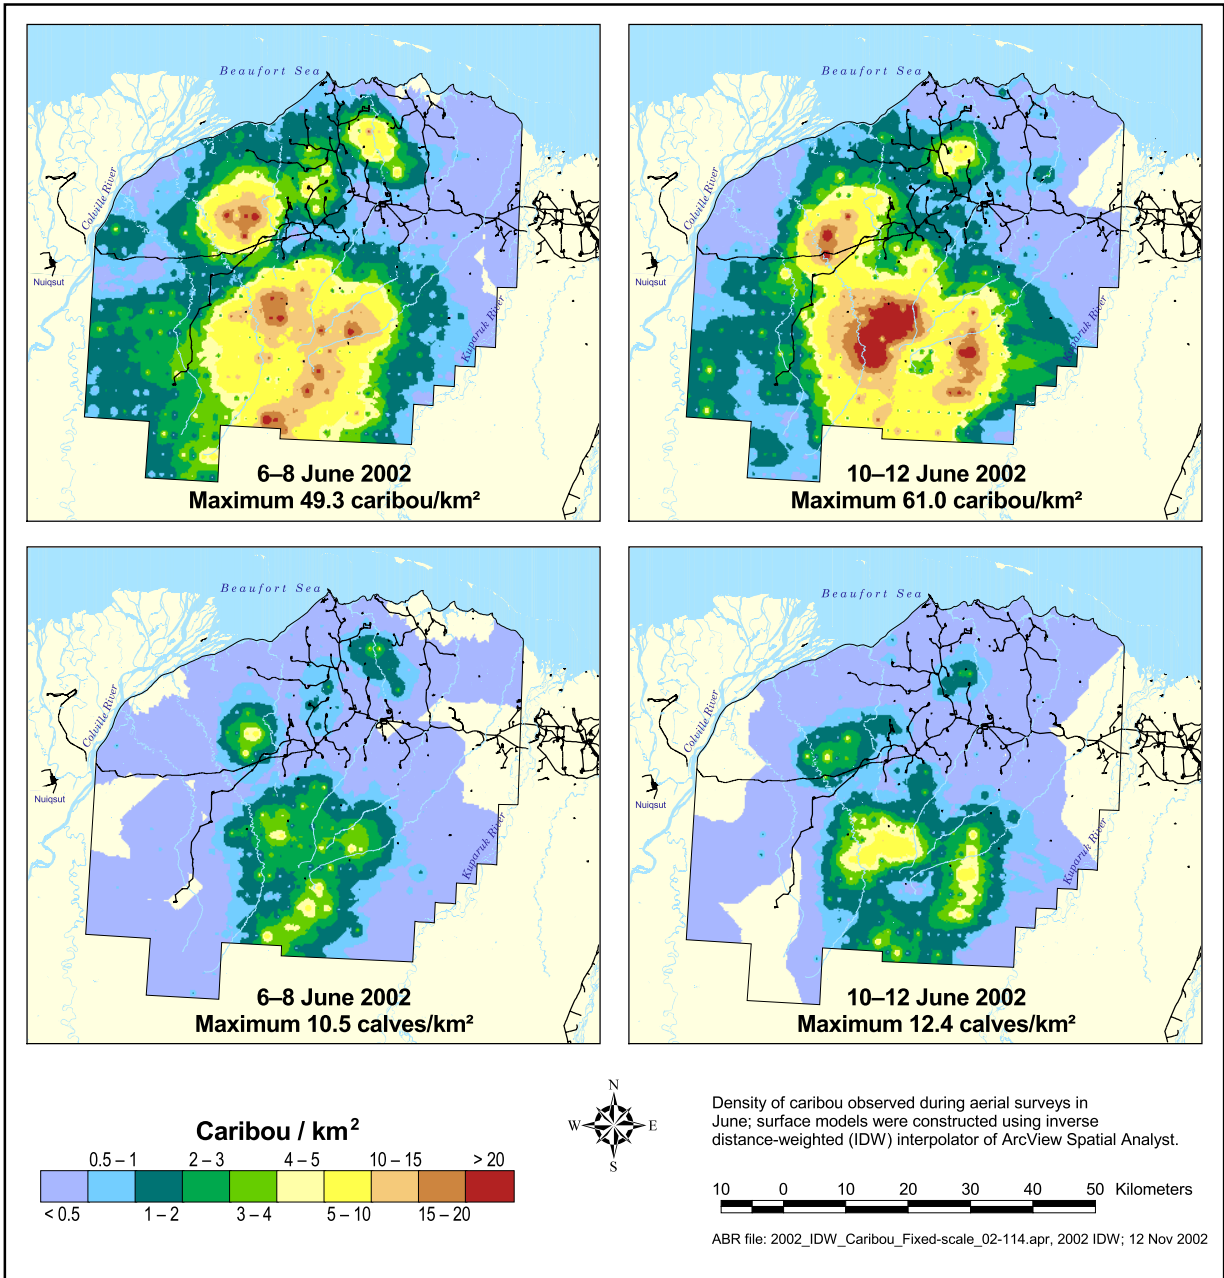 Beaufort Sea
Colville River
Nuiqsut
Kuparuk River
6–8 June 2002
Maximum 49.3 caribou/km²
Beaufort Sea
Colville River
Nuiqsut
Kuparuk River
10–12 June 2002
Maximum 61.0 caribou/km²
Beaufort Sea
Colville River
Nuiqsut
Kuparuk River
6–8 June 2002
Maximum 10.5 calves/km²
Beaufort Sea
Colville River
Nuiqsut
Kuparuk River
10–12 June 2002
Maximum 12.4 calves/km²
Caribou / km²
0.5 – 1 2 – 3 4 – 5 10 – 15 > 20
< 0.5 1 – 2 3 – 4 5 – 10 15 – 20
N
W E
S
Density of caribou observed during aerial surveys in
June; surface models were constructed using inverse
distance-weighted (IDW) interpolator of ArcView Spatial Analyst.
10 0 10 20 30 40 50 Kilometers
ABR file: 2002_IDW_Caribou_Fixed-scale_02-114.apr, 2002 IDW; 12 Nov 2002